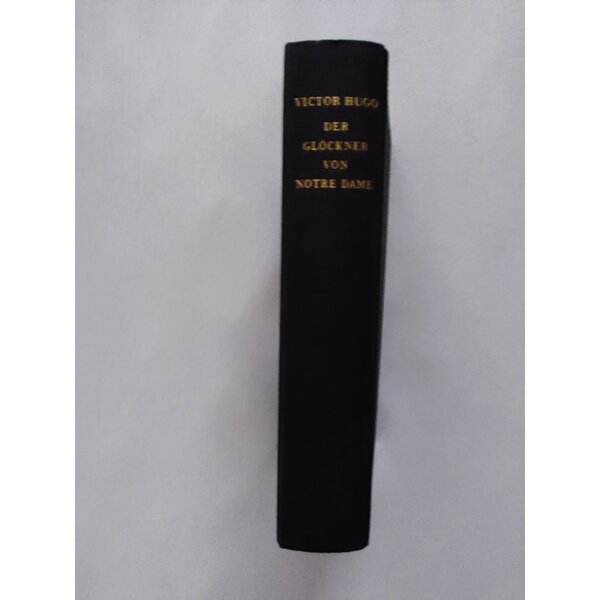 VICTOR HUGO
DER
GLÖCKNER
VON
NOTRE DAME